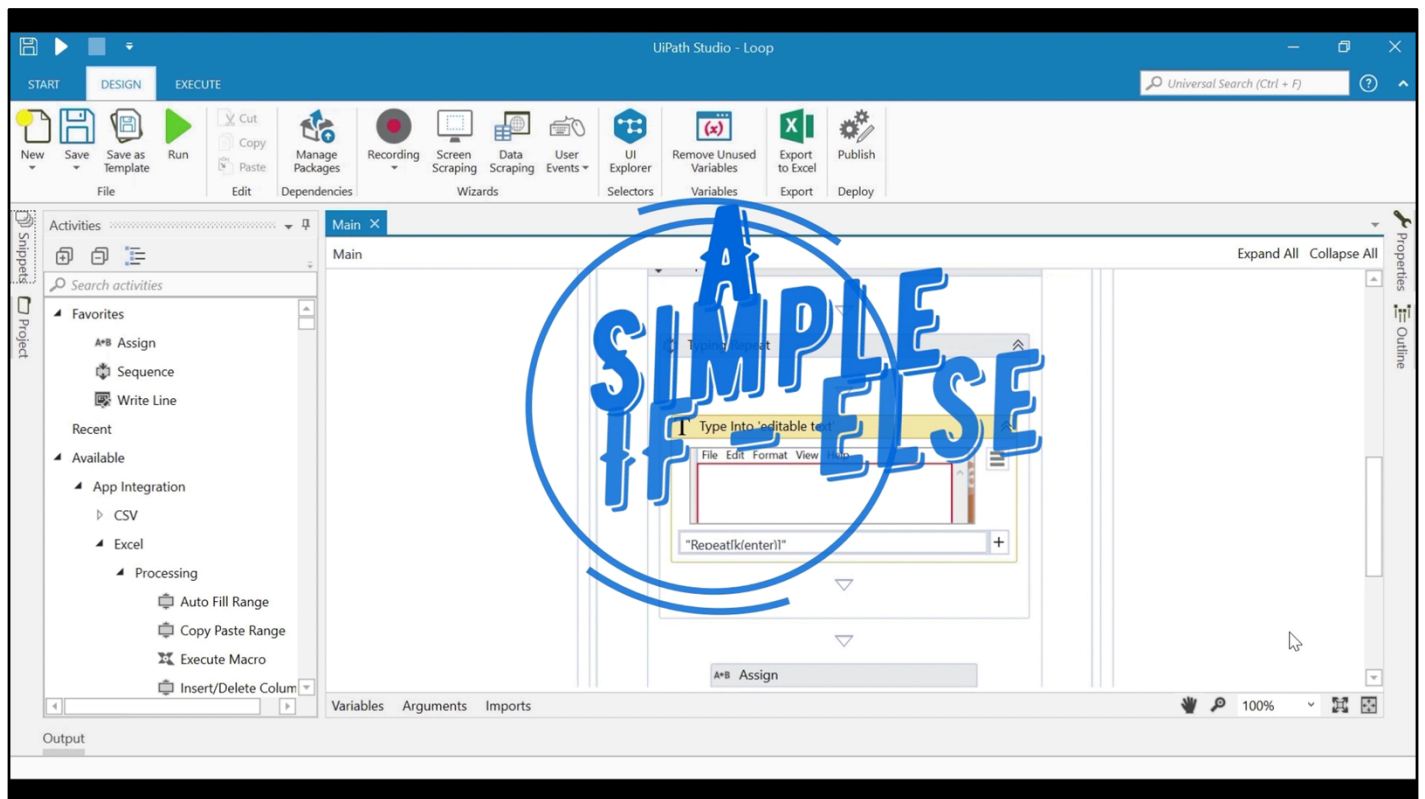 UiPath Studio - Loop
START DESIGN EXECUTE
Universal Search (Ctrl + F)
New
Save
Save as Template
Run
Cut
Copy
Paste
Manage Packages
Recording
Screen Scraping
Data Scraping
User Events
UI Explorer
Remove Unused Variables
Export to Excel
Publish
File Edit Dependencies Wizards Selectors Variables Export Deploy
Snippets
Project
Activities
Search activities
Favorites
A+B Assign
Sequence
Write Line
Recent
Available
App Integration
CSV
Excel
Processing
Auto Fill Range
Copy Paste Range
Execute Macro
Insert/Delete Colum
Main
Main
Expand All Collapse All
A
SIMPLE
IF - ELSE
Typing Repeat
Type Into 'editable text'
File Edit Format View Help
"Repeat[k(enter)]"
A+B Assign
Properties
Outline
Variables Arguments Imports
100%
Output